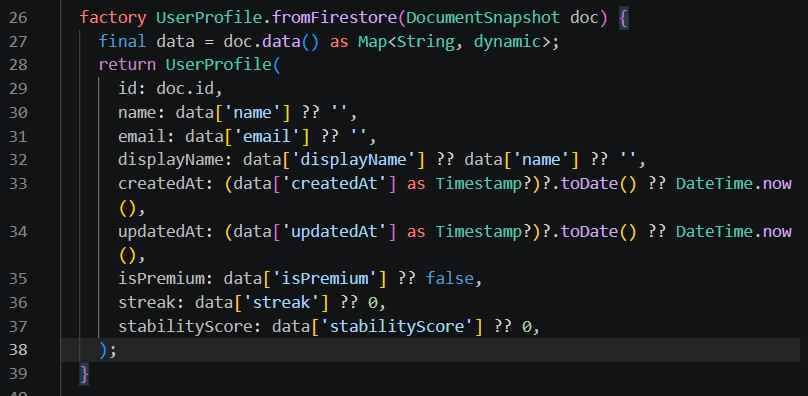 26 factory UserProfile.fromFirestore(DocumentSnapshot doc) {
27 final data = doc.data() as Map<String, dynamic>;
28 return UserProfile(
29 id: doc.id,
30 name: data['name'] ?? '',
31 email: data['email'] ?? '',
32 displayName: data['displayName'] ?? data['name'] ?? '',
33 createdAt: (data['createdAt'] as Timestamp?)?.toDate() ?? DateTime.now
(),
34 updatedAt: (data['updatedAt'] as Timestamp?)?.toDate() ?? DateTime.now
(),
35 isPremium: data['isPremium'] ?? false,
36 streak: data['streak'] ?? 0,
37 stabilityScore: data['stabilityScore'] ?? 0,
38 );
39 }